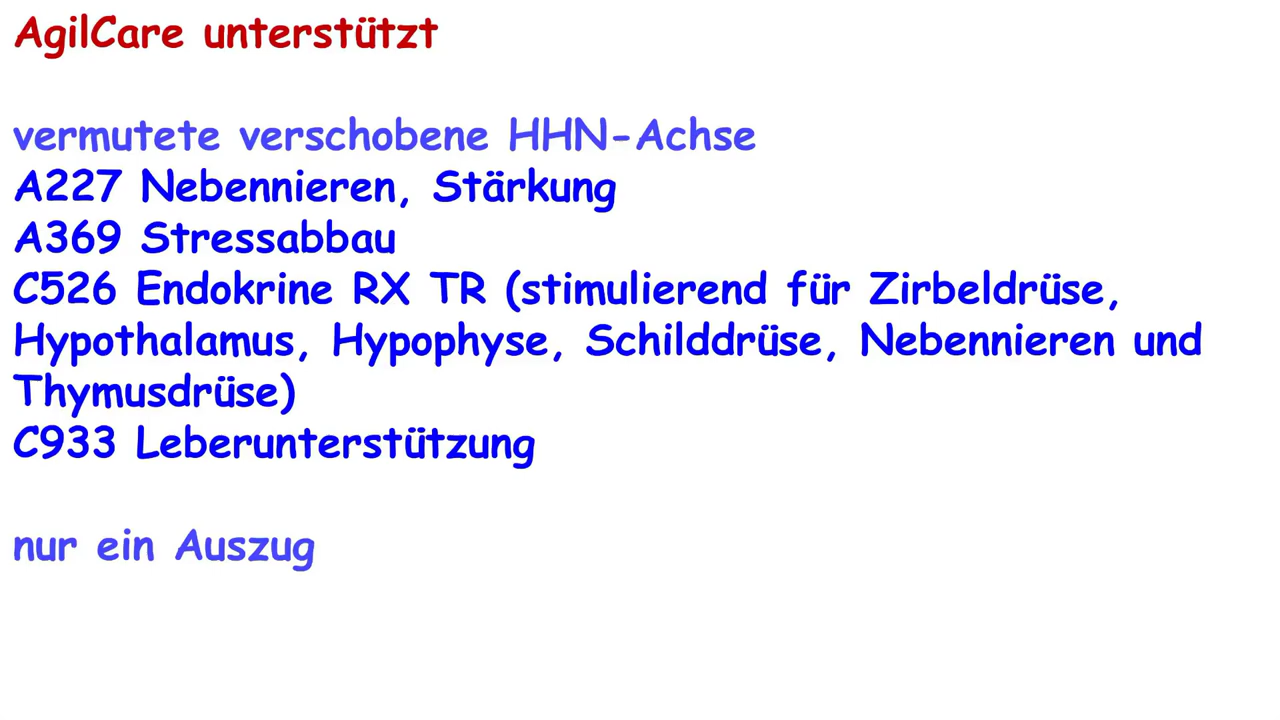 AgilCare unterstützt
vermutete verschobene HHN-Achse
A227 Nebennieren, Stärkung
A369 Stressabbau
C526 Endokrine RX TR (stimulierend für Zirbeldrüse,
Hypothalamus, Hypophyse, Schilddrüse, Nebennieren und
Thymusdrüse)
C933 Leberunterstützung
nur ein Auszug